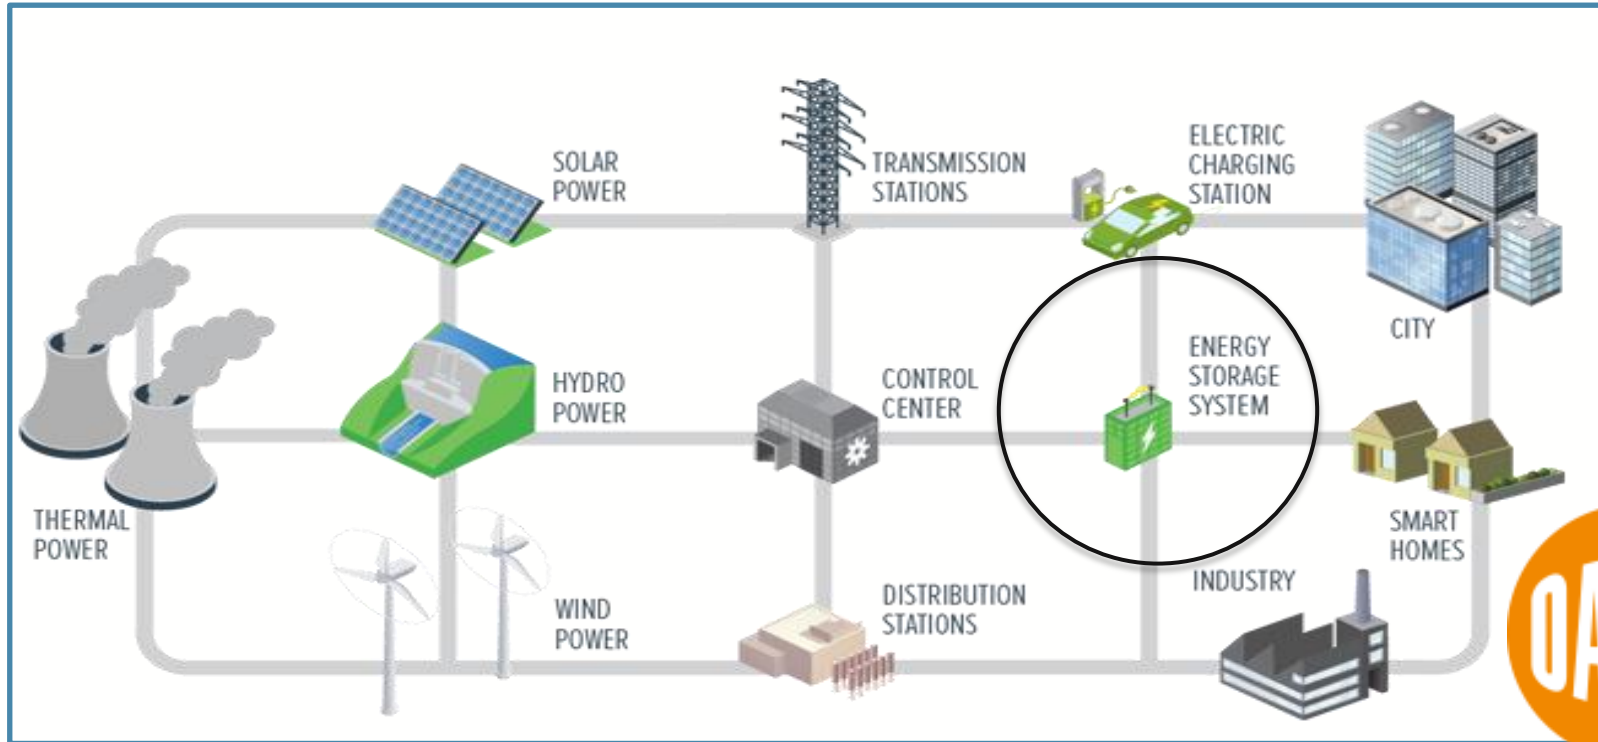 SOLAR
POWER
TRANSMISSION
STATIONS
ELECTRIC
CHARGING
STATION
CITY
HYDRO
POWER
CONTROL
CENTER
ENERGY
STORAGE
SYSTEM
THERMAL
POWER
SMART
HOMES
WIND
POWER
DISTRIBUTION
STATIONS
INDUSTRY